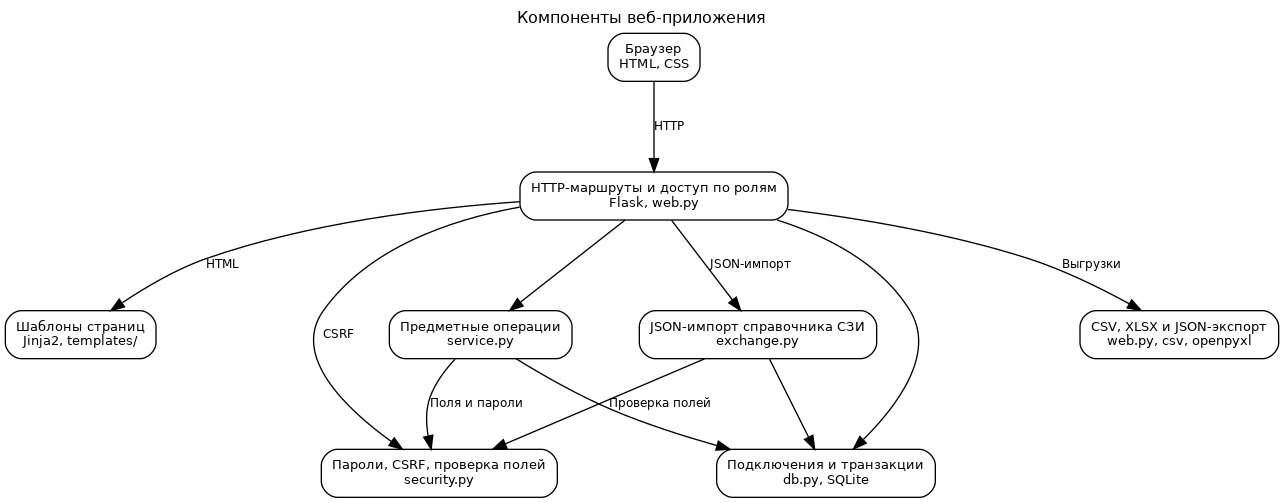 Компоненты веб-приложения
Браузер
HTML, CSS
HTTP
HTTP-маршруты и доступ по ролям
Flask, web.py
HTML
JSON-импорт
Выгрузки
CSRF
Шаблоны страниц
Jinja2, templates/
Предметные операции
service.py
JSON-импорт справочника СЗИ
exchange.py
CSV, XLSX и JSON-экспорт
web.py, csv, openpyxl
Поля и пароли
Проверка полей
Пароли, CSRF, проверка полей
security.py
Подключения и транзакции
db.py, SQLite